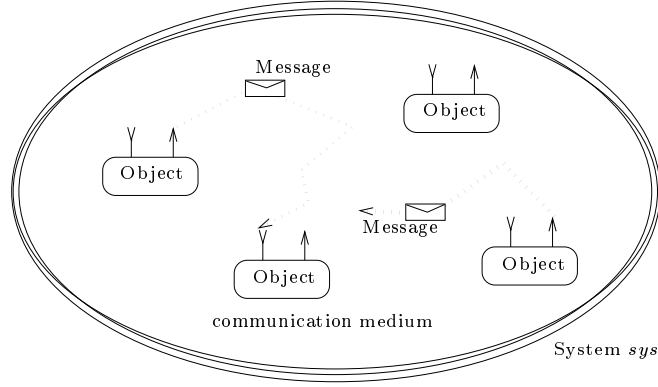 Message
Object
Object
Message
Object
Object
communication medium
System sys